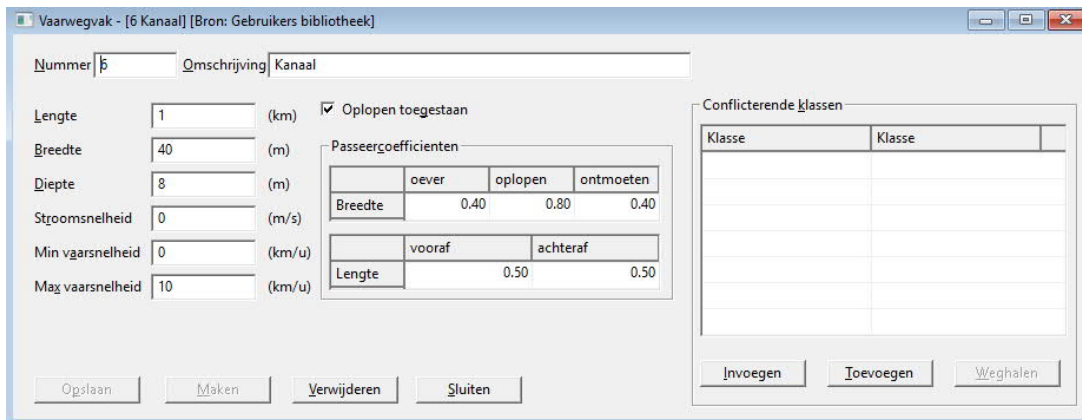 Vaarwegvak - [6 Kanaal] [Bron: Gebruikers bibliotheek]
Nummer 6 Omschrijving Kanaal
Lengte 1 (km)
Breedte 40 (m)
Diepte 8 (m)
Stroomsnelheid 0 (m/s)
Min vaarsnelheid 0 (km/u)
Max vaarsnelheid 10 (km/u)
Oplopen toegestaan
Passeercoefficienten
oever oplopen ontmoeten
Breedte 0.40 0.80 0.40
vooraf achteraf
Lengte 0.50 0.50
Conflicterende klassen
Klasse Klasse
Invoegen Toevoegen Weghalen
Opslaan Maken Verwijderen Sluiten